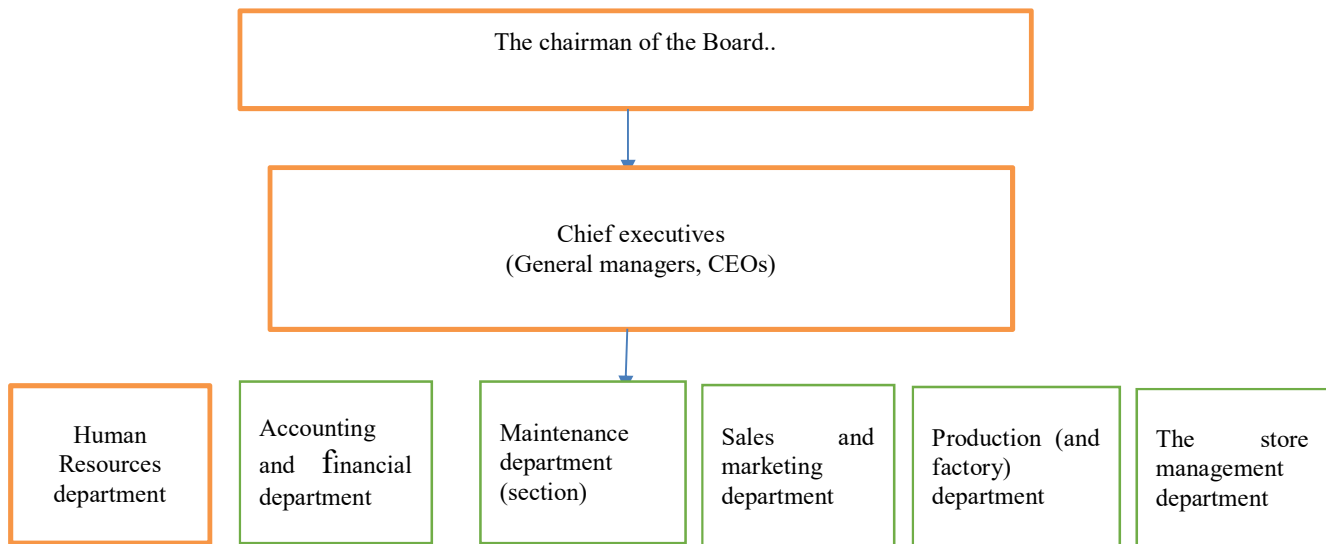 The chairman of the Board..
Chief executives
(General managers, CEOs)
Human
Resources
department
Accounting
and financial
department
Maintenance
department
(section)
Sales and
marketing
department
Production (and
factory)
department
The store
management
department